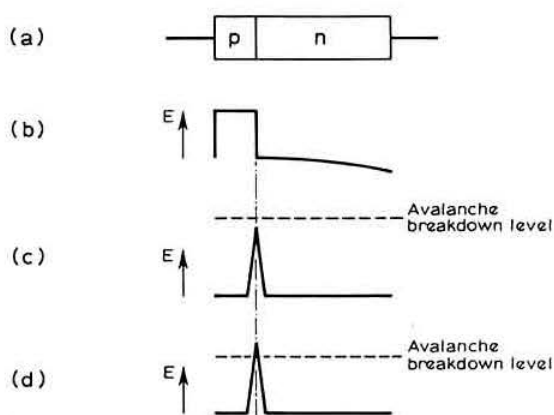 (a)
p n
(b)
E
Avalanche
breakdown level
(c)
E
Avalanche
breakdown level
(d)
E